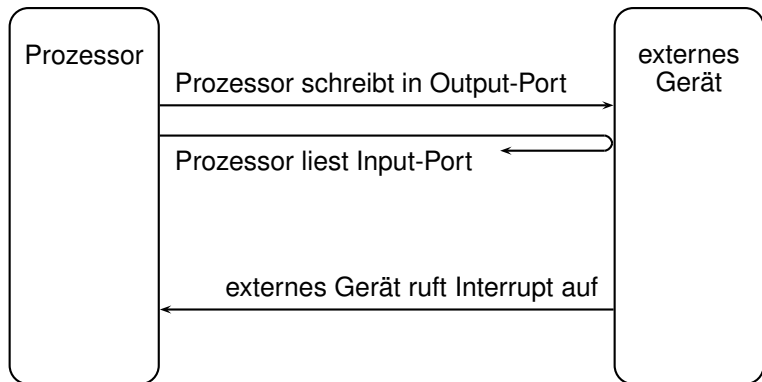 Prozessor
externes
Gerät
Prozessor schreibt in Output-Port
Prozessor liest Input-Port
externes Gerät ruft Interrupt auf